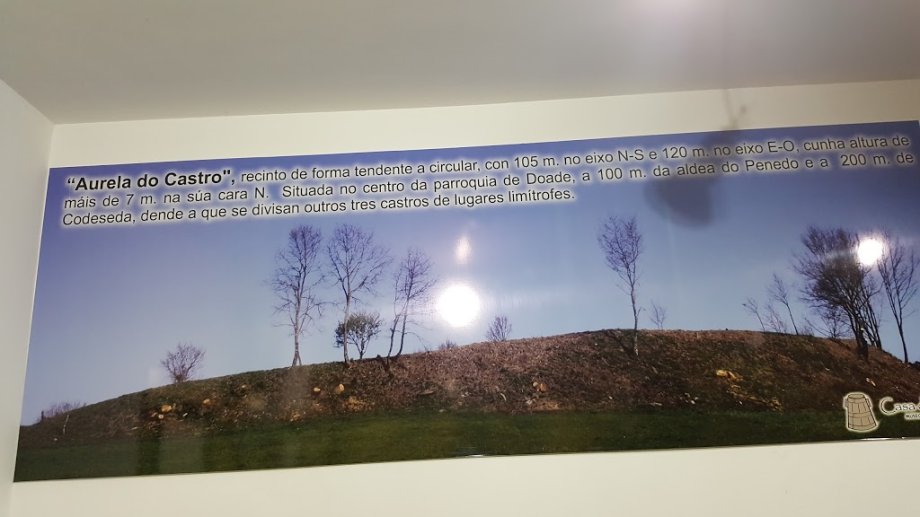 “Aurela do Castro", recinto de forma tendente a circular, con 105 m. no eixo N-S e 120 m. no eixo E-O, cunha altura de
máis de 7 m. na súa cara N. Situada no centro da parroquia de Doade, a 100 m. da aldea do Penedo e a 200 m. de
Codeseda, dende a que se divisan outros tres castros de lugares limítrofes.
Casa